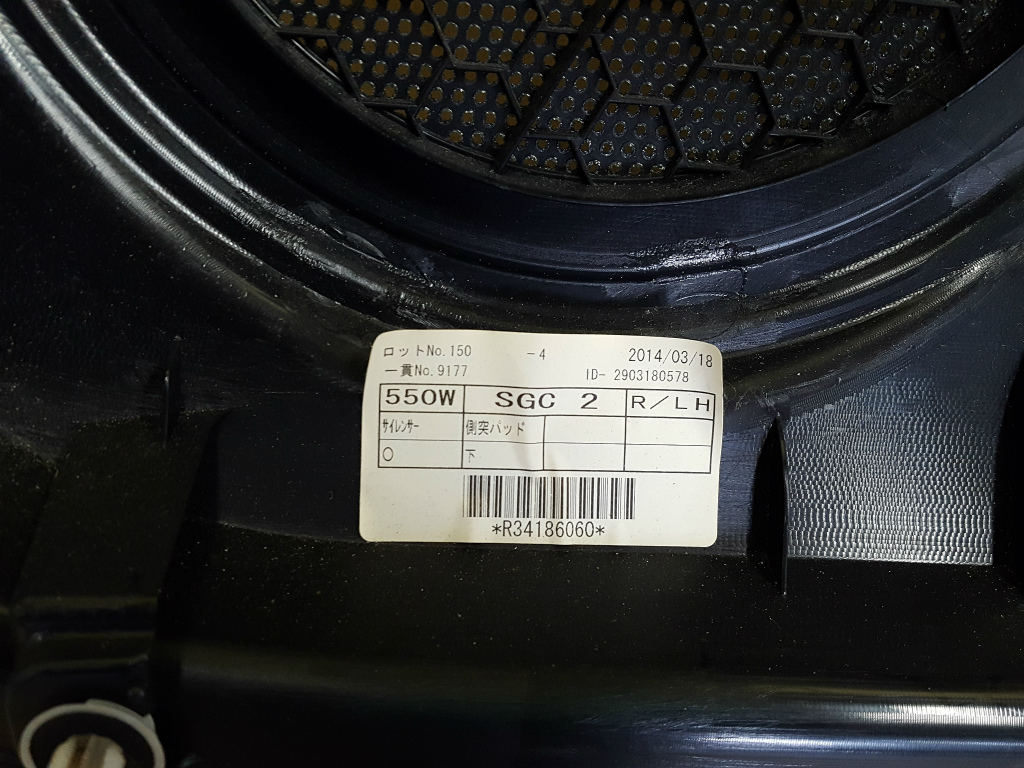 ロットNo.150 -4 2014/03/18
一貫No.9177 ID- 2903180578
550W SGC 2 R/LH
サイレンサー 側突パッド
○ 下
*R34186060*